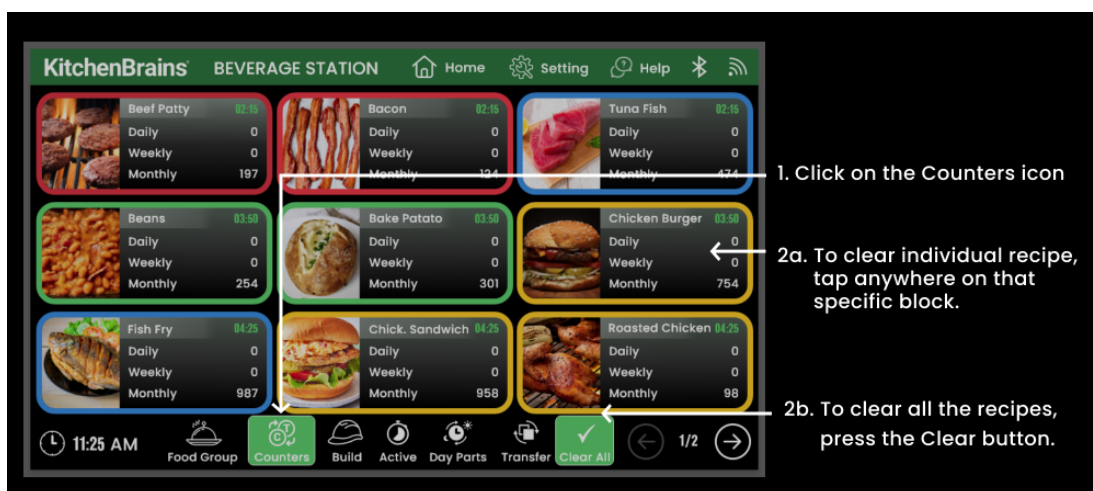 KitchenBrains BEVERAGE STATION Home Setting Help
Beef Patty 02:15
Daily 0
Weekly 0
Monthly 197
Bacon 02:15
Daily 0
Weekly 0
Monthly 124
Tuna Fish 02:15
Daily 0
Weekly 0
Monthly 474
1. Click on the Counters icon
Beans 03:50
Daily 0
Weekly 0
Monthly 254
Bake Patato 03:50
Daily 0
Weekly 0
Monthly 301
Chicken Burger 03:50
Daily 0
Weekly 0
Monthly 754
2a. To clear individual recipe,
tap anywhere on that
specific block.
Fish Fry 04:25
Daily 0
Weekly 0
Monthly 987
Chick. Sandwich 04:25
Daily 0
Weekly 0
Monthly 958
Roasted Chicken 04:25
Daily 0
Weekly 0
Monthly 98
2b. To clear all the recipes,
press the Clear button.
11:25 AM Food Group C T Counters Build Active Day Parts Transfer Clear All 1/2